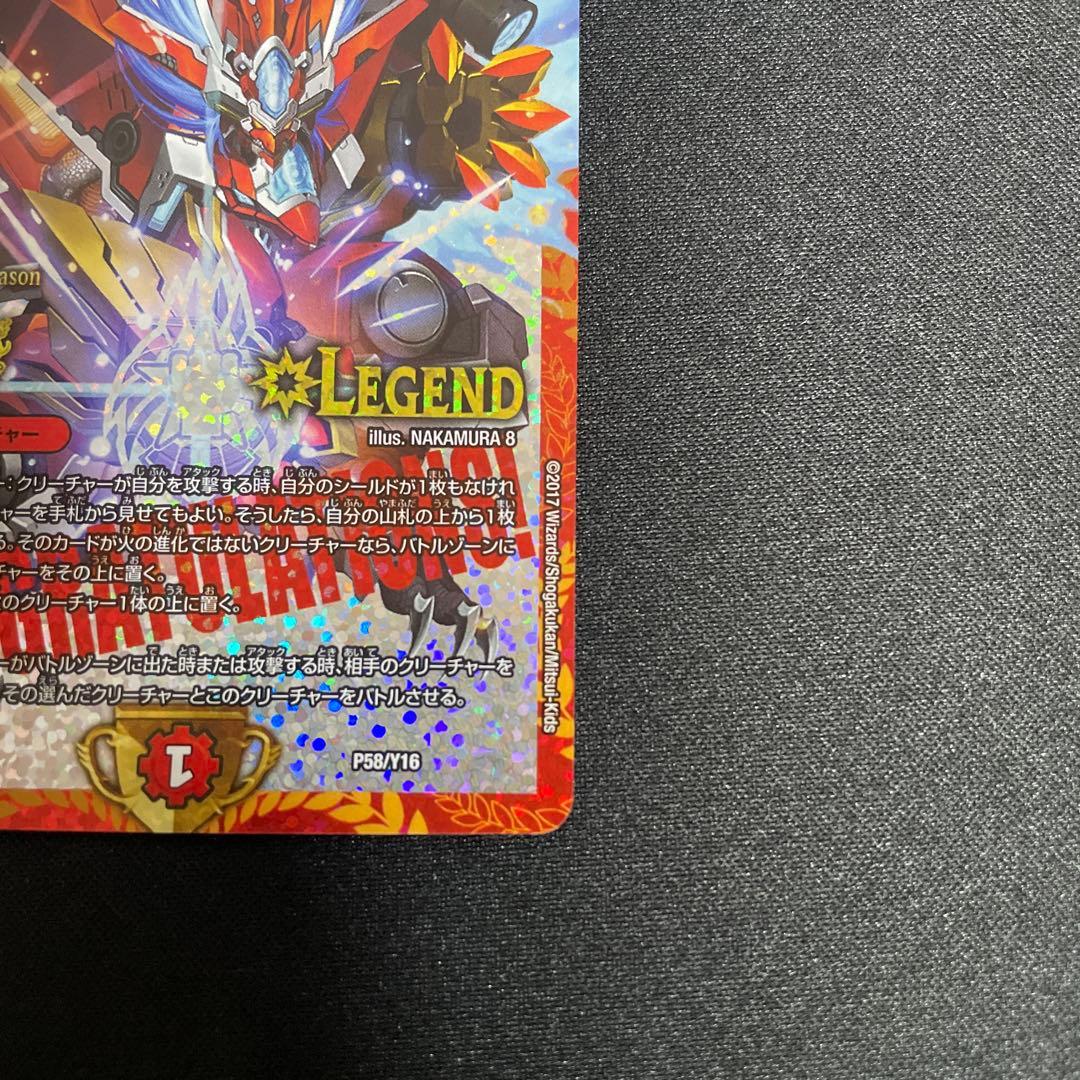 ason
LEGEND
チャー
illus. NAKAMURA 8
ー:クリーチャーが自分を攻撃する時、自分のシールドが1枚もなけれ
チャーを手札から見せてもよい。そうしたら、自分の山札の上から1枚
る。そのカードが火の進化ではないクリーチャーなら、バトルゾーンに
チャーをその上に置く。
のクリーチャー1体の上に置く。
ーがバトルゾーンに出た時または攻撃する時、相手のクリーチャーを
その選んだクリーチャーとこのクリーチャーをバトルさせる。
1
P58/Y16
©2017 Wizards/Shogakukan/Mitsui-Kids